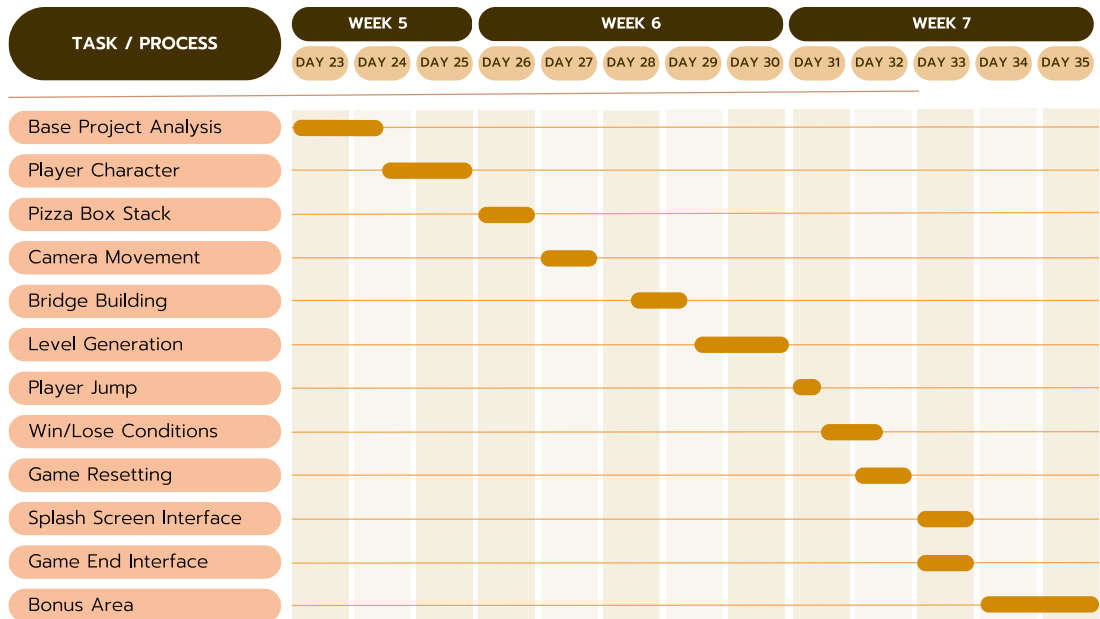 TASK / PROCESS
WEEK 5
WEEK 6
WEEK 7
DAY 23
DAY 24
DAY 25
DAY 26
DAY 27
DAY 28
DAY 29
DAY 30
DAY 31
DAY 32
DAY 33
DAY 34
DAY 35
Base Project Analysis
Player Character
Pizza Box Stack
Camera Movement
Bridge Building
Level Generation
Player Jump
Win/Lose Conditions
Game Resetting
Splash Screen Interface
Game End Interface
Bonus Area